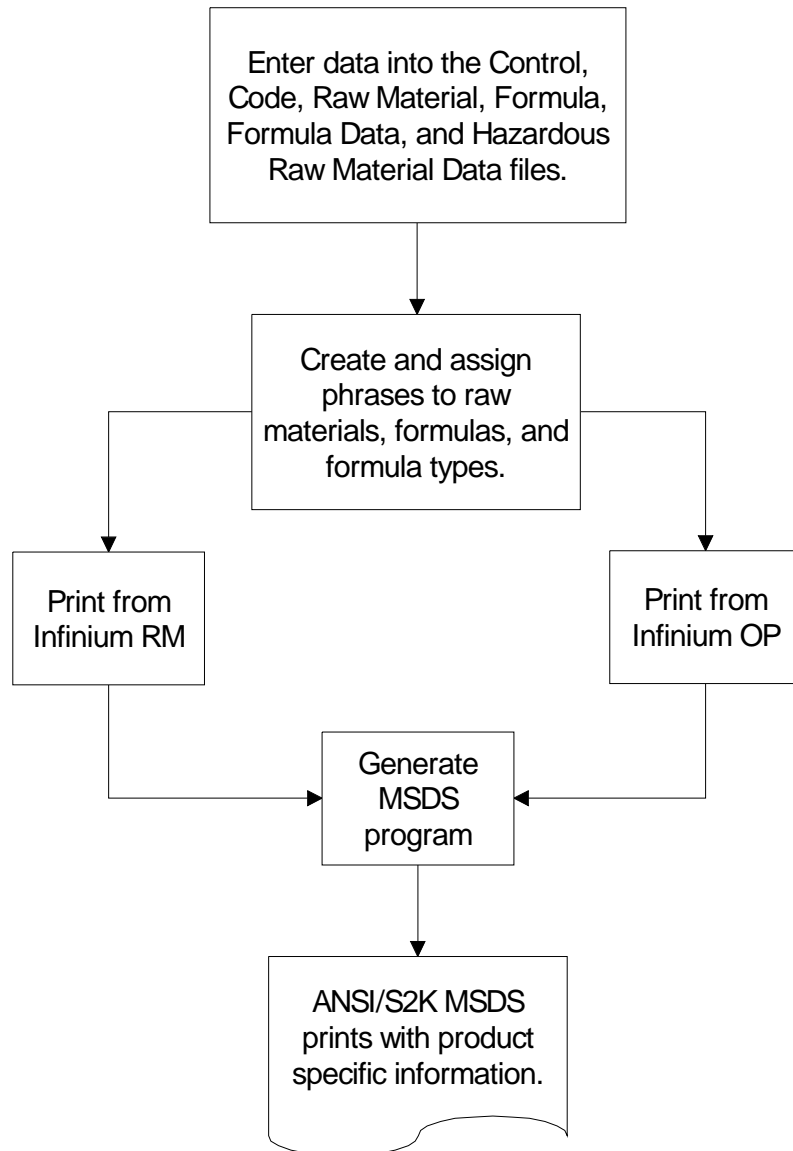 Enter data into the Control,
Code, Raw Material, Formula,
Formula Data, and Hazardous
Raw Material Data files.
Create and assign
phrases to raw
materials, formulas, and
formula types.
Print from
Infinium RM
Print from
Infinium OP
Generate
MSDS
program
ANSI/S2K MSDS
prints with product
specific information.